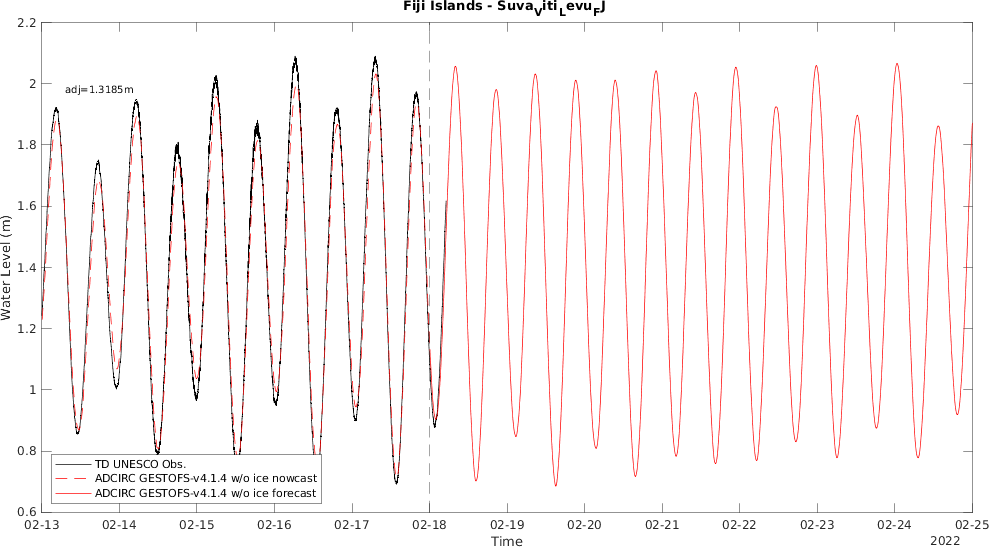 Fiji Islands - Suva_Viti_Levu_FJ
2.2
adj=1.3185m
2
1.8
1.6
1.4
1.2
1
0.8
0.6
Water Level (m)
TD UNESCO Obs.
ADCIRC GESTOFS-v4.1.4 w/o ice nowcast
ADCIRC GESTOFS-v4.1.4 w/o ice forecast
02-13 02-14 02-15 02-16 02-17 02-18 02-19 02-20 02-21 02-22 02-23 02-24 02-25
Time
2022